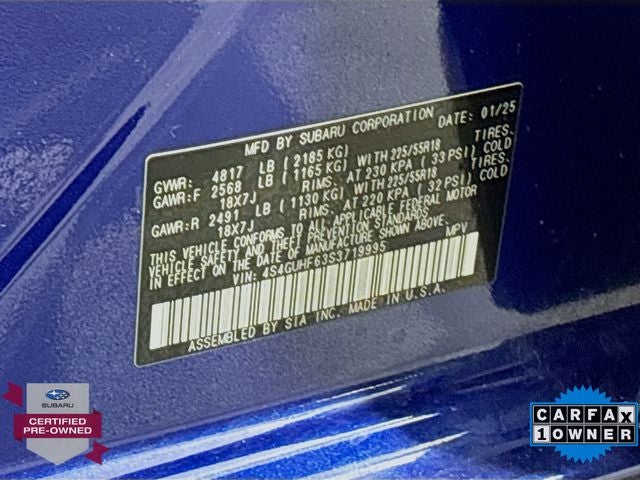 MFD BY SUBARU CORPORATION DATE: 01/25
GVWR: 4817 LB (2185 KG)
GAWR:F 2568 LB (1165 KG) WITH 225/55R18 TIRES,
18X7J RIMS, AT 230 KPA (33 PSI) COLD
GAWR:R 2491 LB (1130 KG) WITH 225/55R18 TIRES,
18X7J RIMS, AT 220 KPA (32 PSI) COLD
THIS VEHICLE CONFORMS TO ALL APPLICABLE FEDERAL MOTOR
VEHICLE SAFETY AND THEFT PREVENTION STANDARDS
IN EFFECT ON THE DATE OF MANUFACTURE SHOWN ABOVE.
VIN: 4S4GUHF63S3719995 MPV
ASSEMBLED BY SIA INC. MADE IN U.S.A.
SUBARU
CERTIFIED
PRE-OWNED
CARFAX
1 OWNER